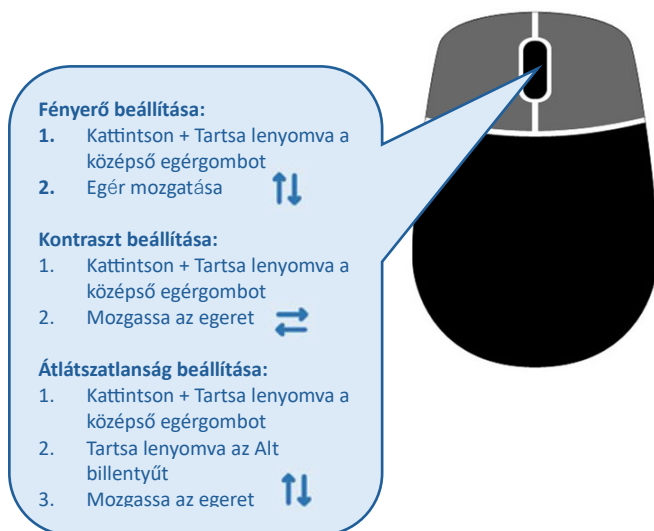 Fényerő beállítása:
1. Kattintson + Tartsa lenyomva a
középső egérgombot
2. Egér mozgatása
Kontraszt beállítása:
1. Kattintson + Tartsa lenyomva a
középső egérgombot
2. Mozgassa az egeret
Átlátszatlanság beállítása:
1. Kattintson + Tartsa lenyomva a
középső egérgombot
2. Tartsa lenyomva az Alt
billentyűt
3. Mozgassa az egeret